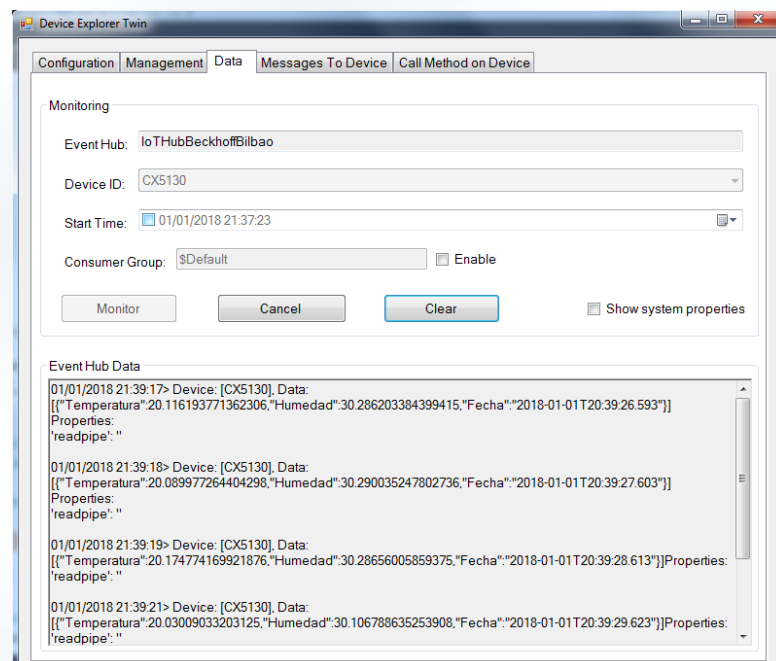 Device Explorer Twin
Configuration Management Data Messages To Device Call Method on Device
Monitoring
Event Hub: IoTHubBeckhoffBilbao
Device ID: CX5130
Start Time: 01/01/2018 21:37:23
Consumer Group: $Default Enable
Monitor Cancel Clear Show system properties
Event Hub Data
01/01/2018 21:39:17> Device: [CX5130], Data:
[{"Temperatura":20.116193771362306,"Humedad":30.286203384399415,"Fecha":"2018-01-01T20:39:26.593"}]
Properties:
'readpipe': ''
01/01/2018 21:39:18> Device: [CX5130], Data:
[{"Temperatura":20.089977264404298,"Humedad":30.290035247802736,"Fecha":"2018-01-01T20:39:27.603"}]
Properties:
'readpipe': ''
01/01/2018 21:39:19> Device: [CX5130], Data:
[{"Temperatura":20.174774169921876,"Humedad":30.28656005859375,"Fecha":"2018-01-01T20:39:28.613"}]Properties:
'readpipe': ''
01/01/2018 21:39:21> Device: [CX5130], Data:
[{"Temperatura":20.03009033203125,"Humedad":30.106788635253908,"Fecha":"2018-01-01T20:39:29.623"}]Properties:
'readpipe': ''